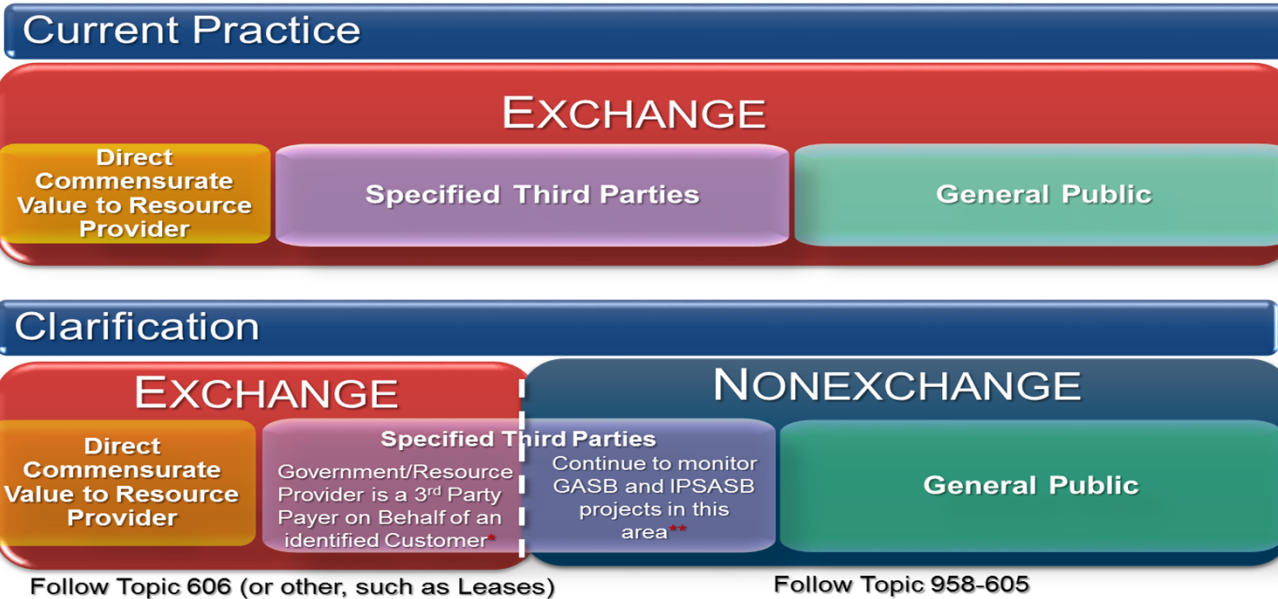 Current Practice
EXCHANGE
Direct
Commensurate
Value to Resource
Provider
Specified Third Parties
General Public
Clarification
EXCHANGE
NONEXCHANGE
Direct
Commensurate
Value to Resource
Provider
Specified Third Parties
Government/Resource
Provider is a 3rd Party
Payer on Behalf of an
identified Customer*
Continue to monitor
GASB and IPSASB
projects in this
area**
General Public
Follow Topic 606 (or other, such as Leases)
Follow Topic 958-605